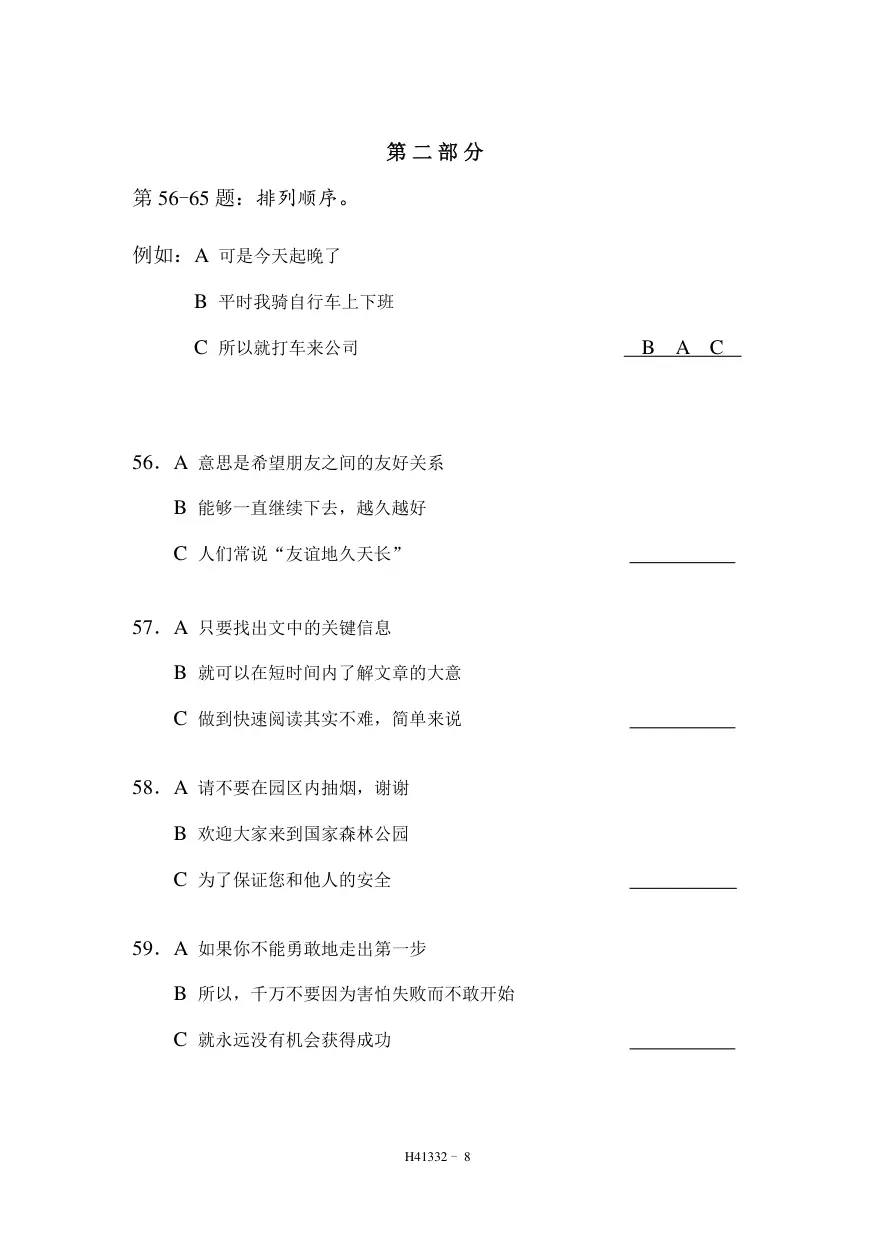 第二部分
第 56-65 题：排列顺序。
例如：A 可是今天起晚了
B 平时我骑自行车上下班
C 所以就打车来公司 B A C
56．A 意思是希望朋友之间的友好关系
B 能够一直继续下去，越久越好
C 人们常说“友谊地久天长”
57．A 只要找出文中的关键信息
B 就可以在短时间内了解文章的大意
C 做到快速阅读其实不难，简单来说
58．A 请不要在园区内抽烟，谢谢
B 欢迎大家来到国家森林公园
C 为了保证您和他人的安全
59．A 如果你不能勇敢地走出第一步
B 所以，千万不要因为害怕失败而不敢开始
C 就永远没有机会获得成功
H41332 - 8